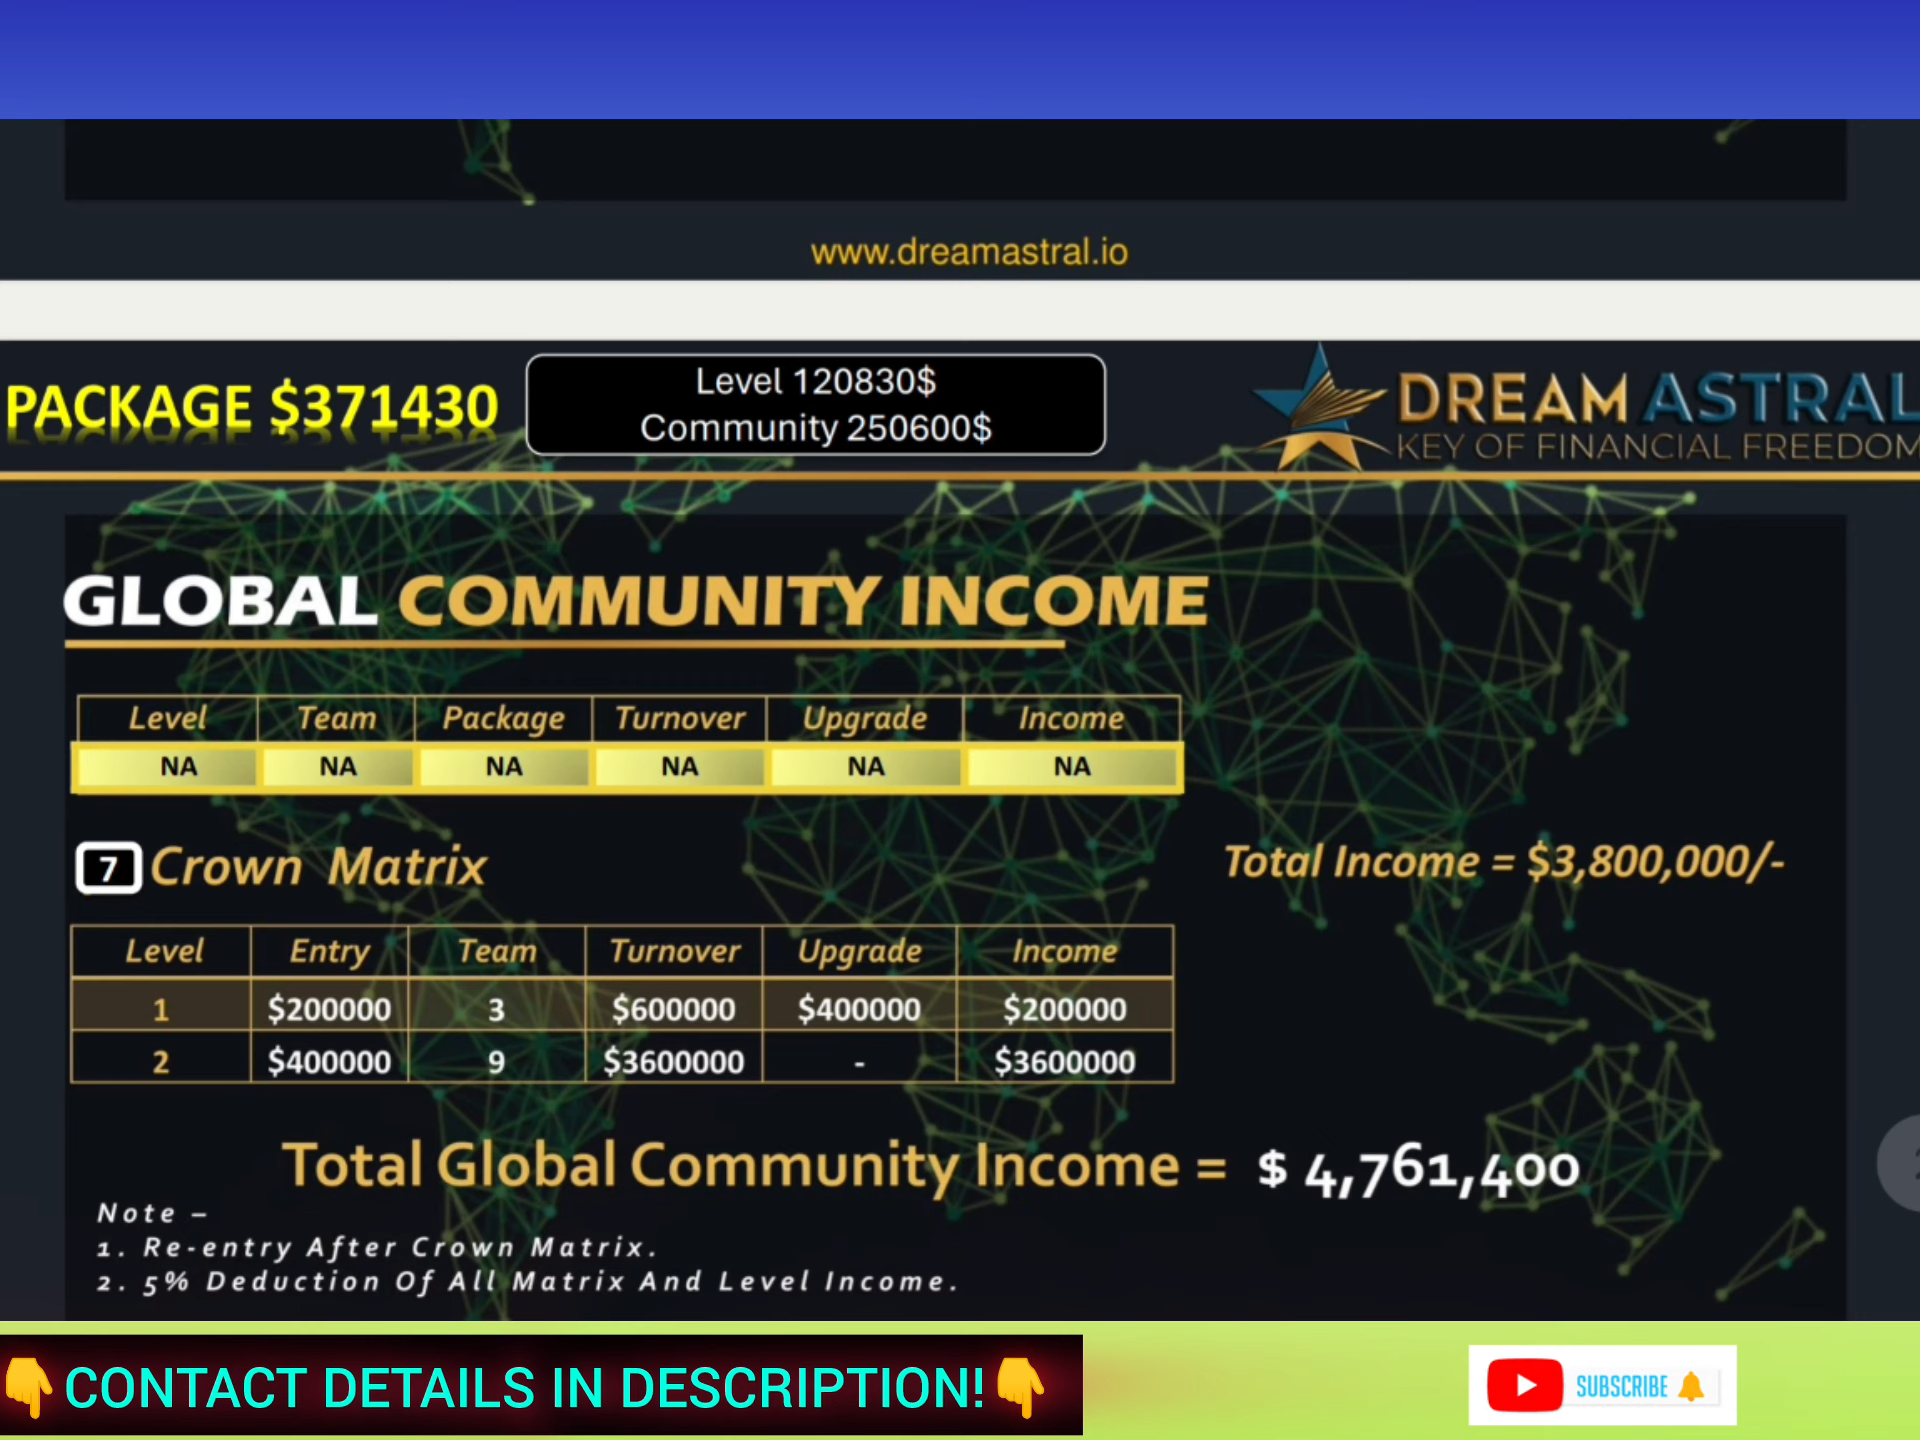 www.dreamastral.io
PACKAGE $371430
Level 120830$
Community 250600$
DREAM ASTRAL
KEY OF FINANCIAL FREEDOM
GLOBAL COMMUNITY INCOME
Level Team Package Turnover Upgrade Income
NA NA NA NA NA NA
7 Crown Matrix
Total Income = $3,800,000/-
Level Entry Team Turnover Upgrade Income
1 $200000 3 $600000 $400000 $200000
2 $400000 9 $3600000 - $3600000
Total Global Community Income = $ 4,761,400
Note –
1. Re-entry After Crown Matrix.
2. 5% Deduction Of All Matrix And Level Income.
👇CONTACT DETAILS IN DESCRIPTION!👇
SUBSCRIBE